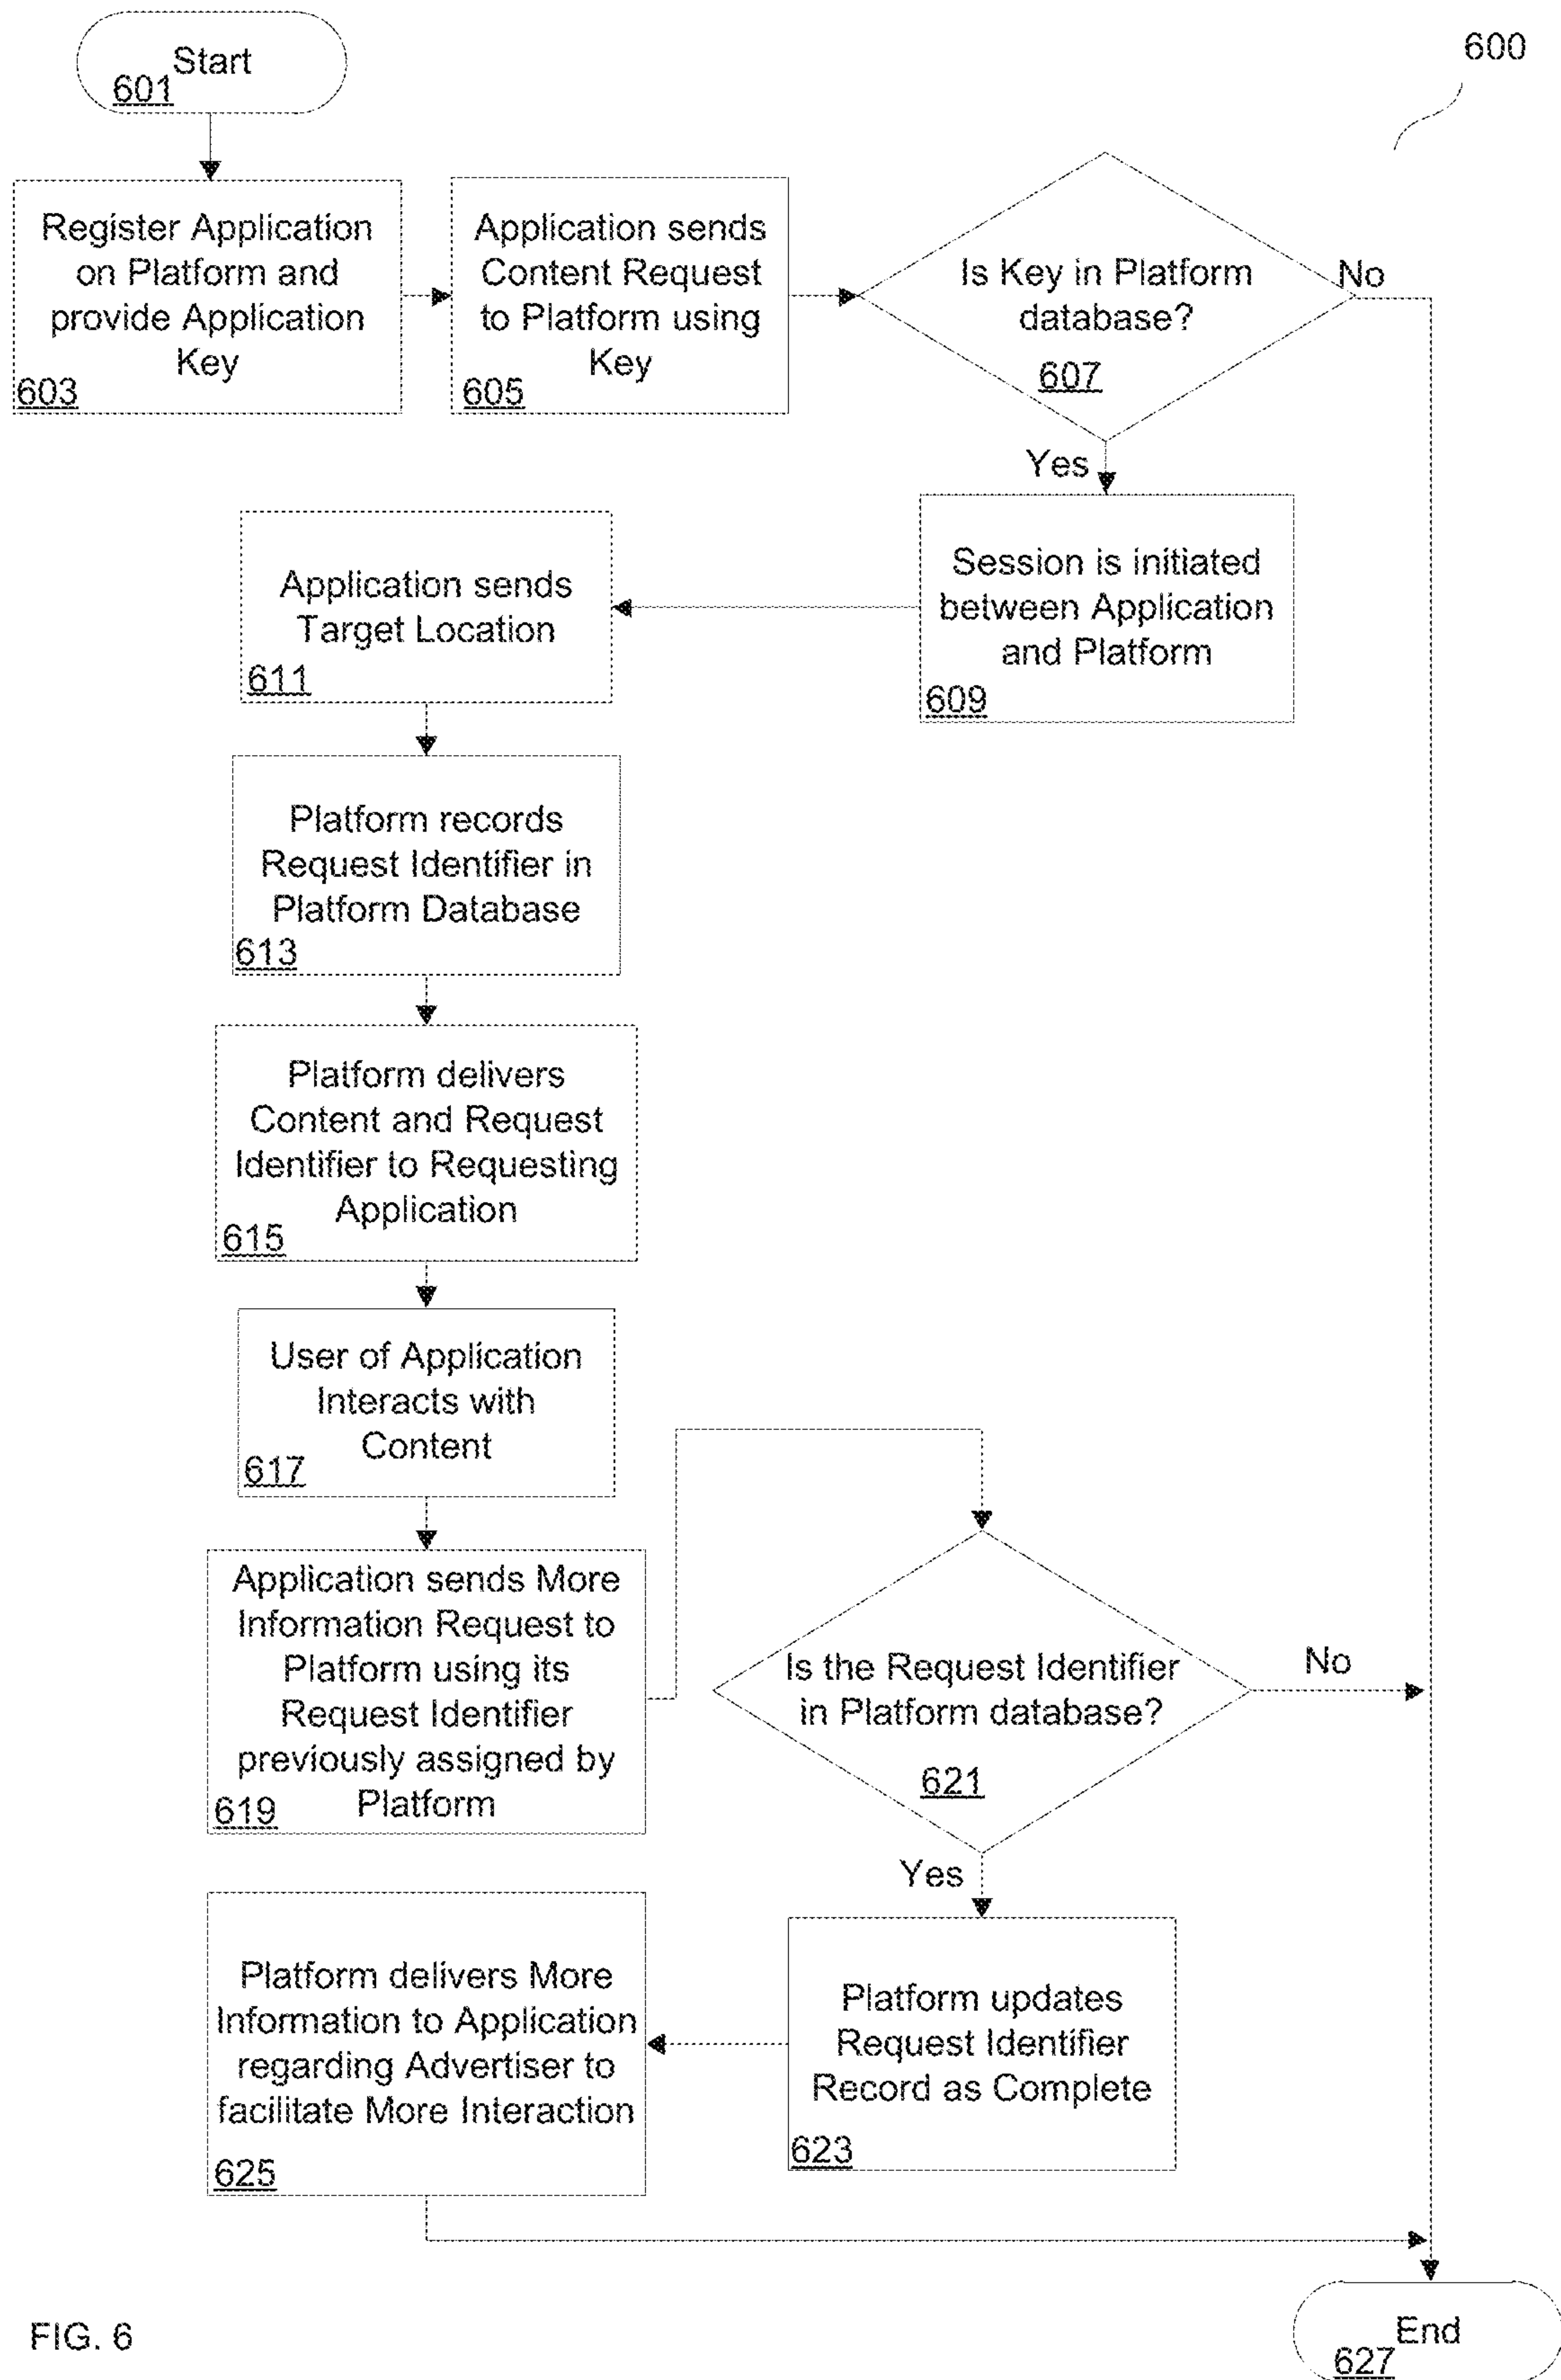 600
Start
601
Register Application
on Platform and
provide Application
Key
603
Application sends
Content Request
to Platform using
Key
605
Is Key in Platform
database?
607
No
Yes
Session is initiated
between Application
and Platform
609
Application sends
Target Location
611
Platform records
Request Identifier in
Platform Database
613
Platform delivers
Content and Request
Identifier to Requesting
Application
615
User of Application
Interacts with
Content
617
Application sends More
Information Request to
Platform using its
Request Identifier
previously assigned by
Platform
619
Is the Request Identifier
in Platform database?
621
No
Yes
Platform updates
Request Identifier
Record as Complete
623
Platform delivers More
Information to Application
regarding Advertiser to
facilitate More Interaction
625
End
627
FIG. 6